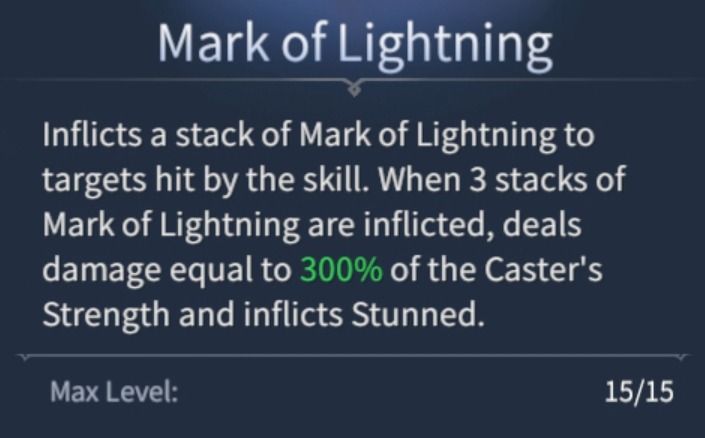 Mark of Lightning
Inflicts a stack of Mark of Lightning to
targets hit by the skill. When 3 stacks of
Mark of Lightning are inflicted, deals
damage equal to 300% of the Caster's
Strength and inflicts Stunned.
Max Level: 15/15